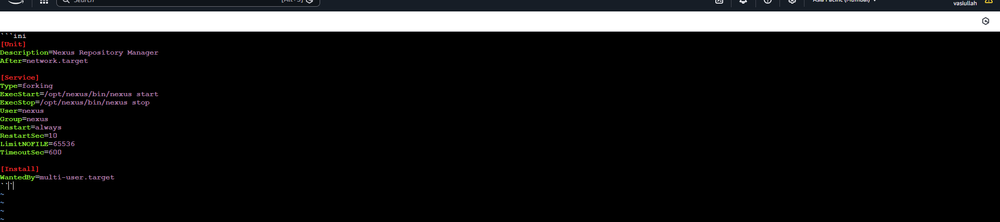 Search [Alt+S] Asia Pacific (Mumbai)
vasiullah
```ini
[Unit]
Description=Nexus Repository Manager
After=network.target
[Service]
Type=forking
ExecStart=/opt/nexus/bin/nexus start
ExecStop=/opt/nexus/bin/nexus stop
User=nexus
Group=nexus
Restart=always
RestartSec=10
LimitNOFILE=65536
TimeoutSec=600
[Install]
WantedBy=multi-user.target
```
~
~
~
~